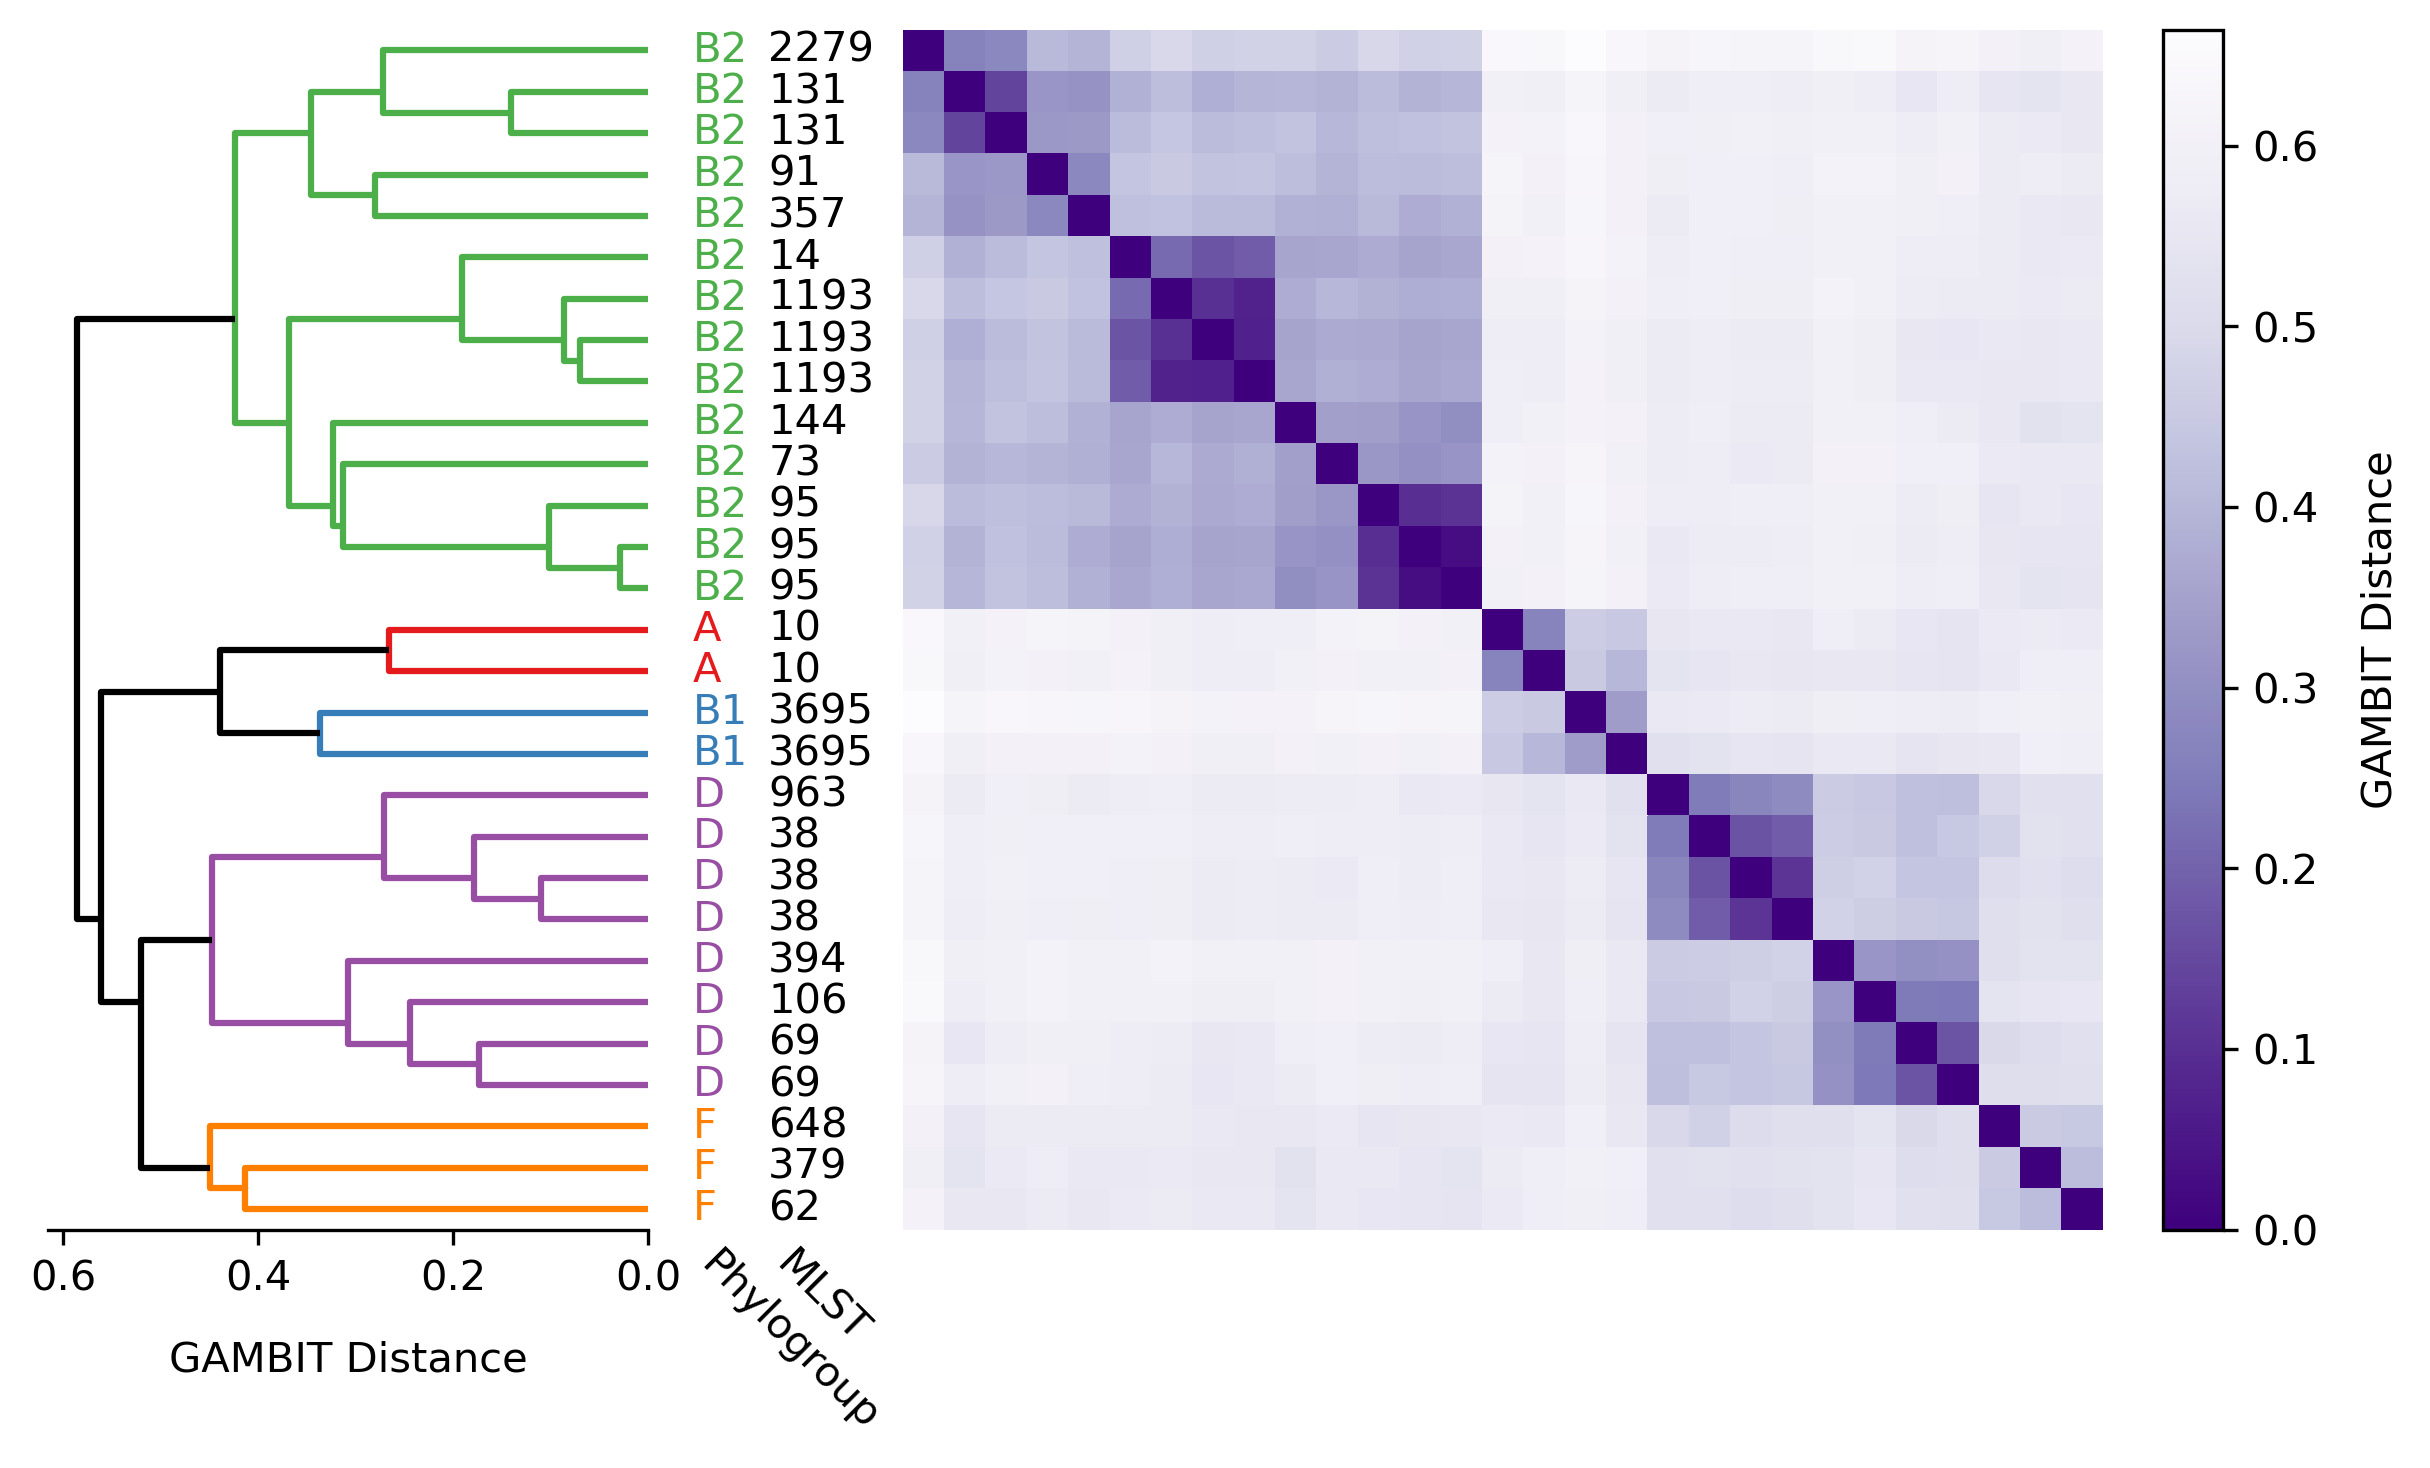 B2 2279
B2 131
B2 131
B2 91
B2 357
B2 14
B2 1193
B2 1193
B2 1193
B2 144
B2 73
B2 95
B2 95
B2 95
A 10
A 10
B1 3695
B1 3695
D 963
D 38
D 38
D 38
D 394
D 106
D 69
D 69
F 648
F 379
F 62
0.6 0.4 0.2 0.0
GAMBIT Distance
Phylogroup
MLST
0.6
0.5
0.4
0.3
0.2
0.1
0.0
GAMBIT Distance